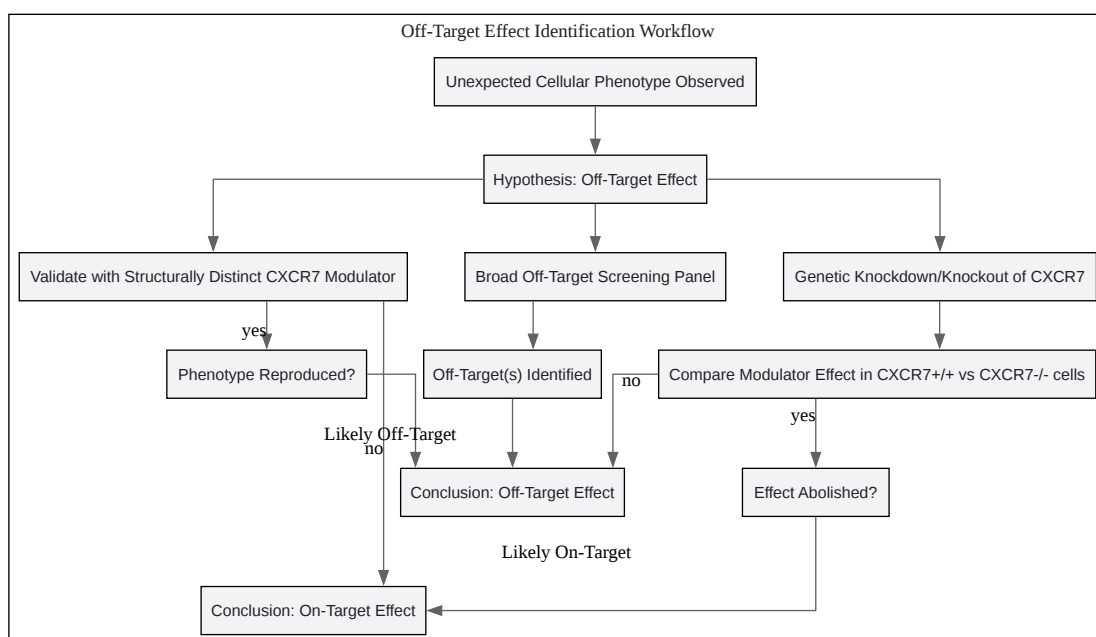 Off-Target Effect Identification Workflow
Unexpected Cellular Phenotype Observed
Hypothesis: Off-Target Effect
Validate with Structurally Distinct CXCR7 Modulator
Broad Off-Target Screening Panel
Genetic Knockdown/Knockout of CXCR7
yes
Phenotype Reproduced?
Off-Target(s) Identified
no
Compare Modulator Effect in CXCR7+/+ vs CXCR7-/- cells
yes
Likely Off-Target
no
Conclusion: Off-Target Effect
Effect Abolished?
Likely On-Target
Conclusion: On-Target Effect